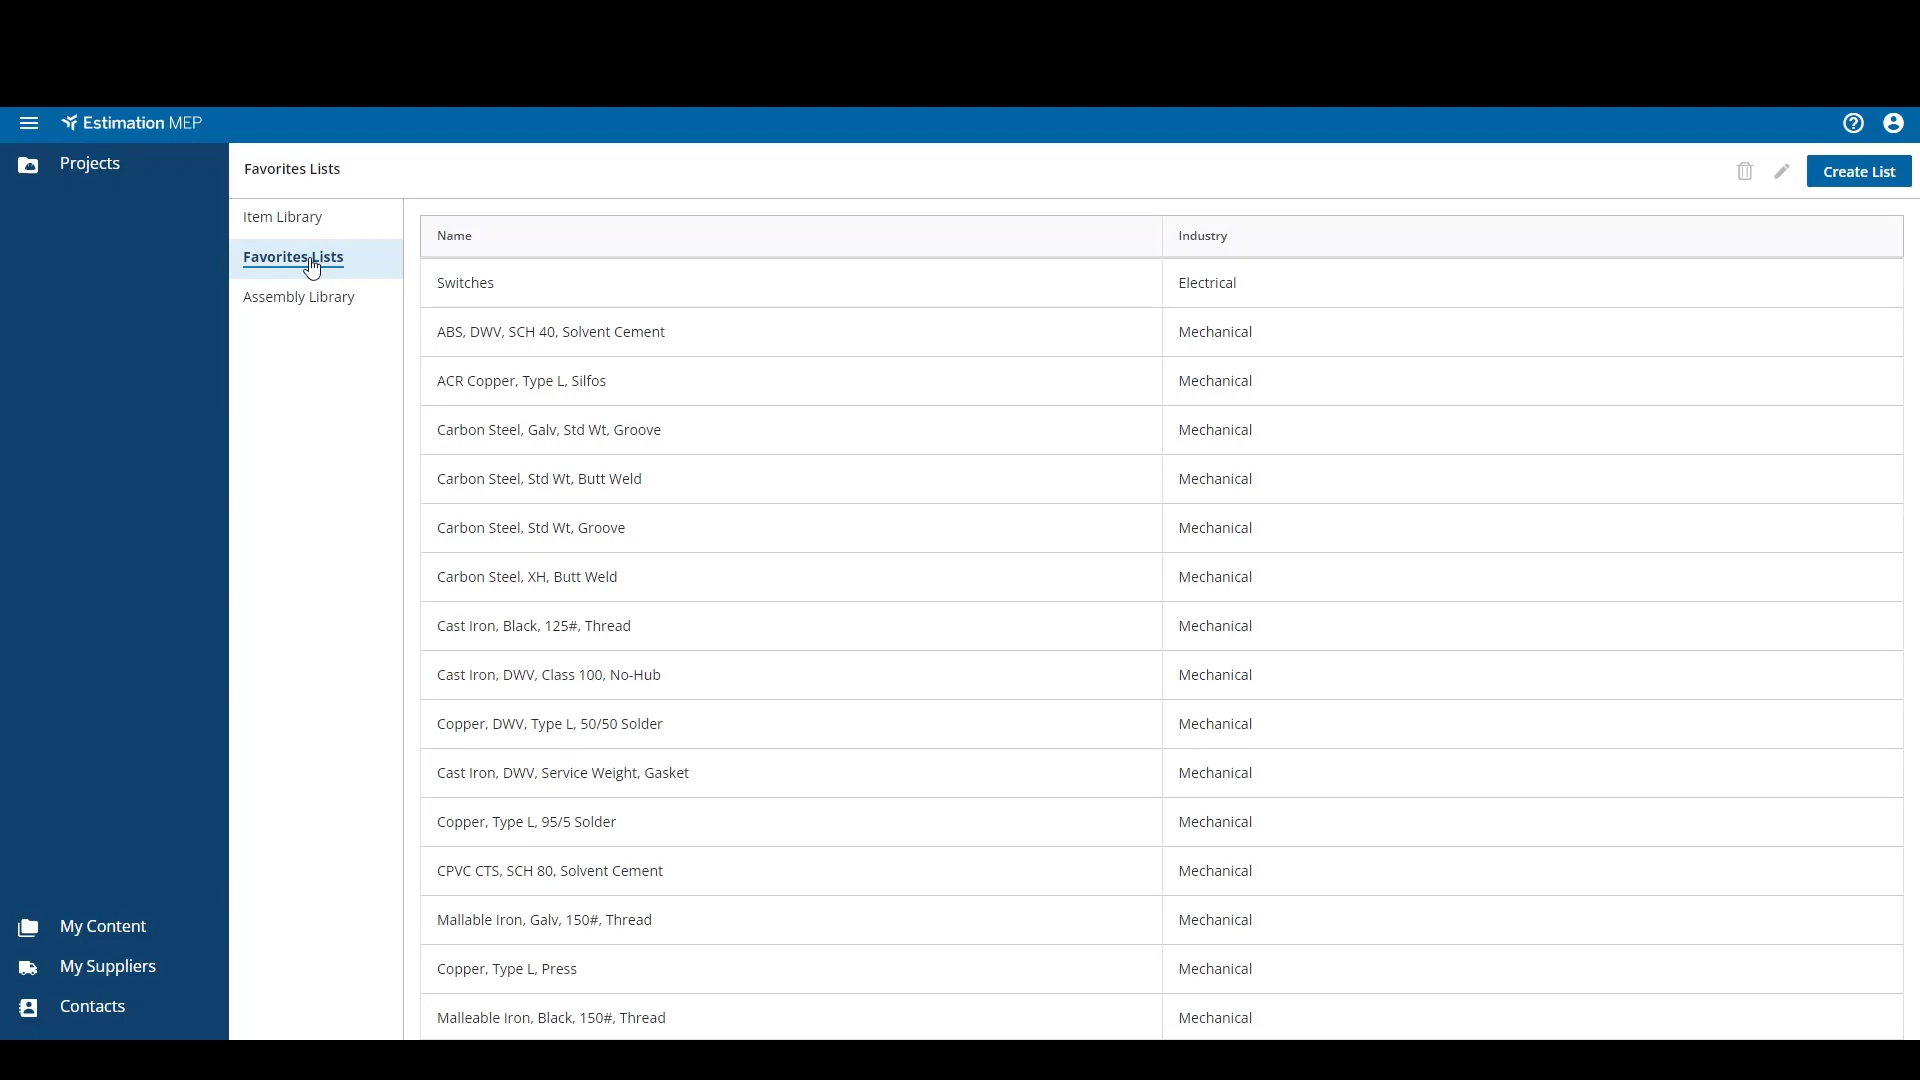 Estimation MEP
Projects
Favorites Lists
Create List
Item Library
Favorites Lists
Assembly Library
Name Industry
Switches Electrical
ABS, DWV, SCH 40, Solvent Cement Mechanical
ACR Copper, Type L, Silfos Mechanical
Carbon Steel, Galv, Std Wt, Groove Mechanical
Carbon Steel, Std Wt, Butt Weld Mechanical
Carbon Steel, Std Wt, Groove Mechanical
Carbon Steel, XH, Butt Weld Mechanical
Cast Iron, Black, 125#, Thread Mechanical
Cast Iron, DWV, Class 100, No-Hub Mechanical
Copper, DWV, Type L, 50/50 Solder Mechanical
Cast Iron, DWV, Service Weight, Gasket Mechanical
Copper, Type L, 95/5 Solder Mechanical
CPVC CTS, SCH 80, Solvent Cement Mechanical
Mallable Iron, Galv, 150#, Thread Mechanical
Copper, Type L, Press Mechanical
Malleable Iron, Black, 150#, Thread Mechanical
My Content
My Suppliers
Contacts